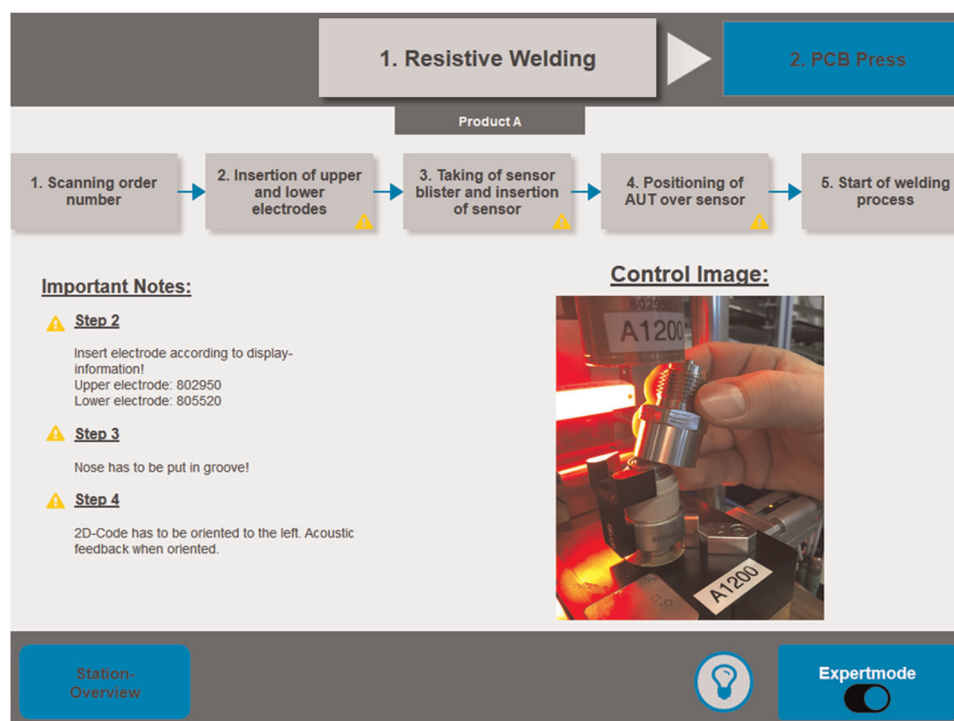 1. Resistive Welding
2. PCB Press
Product A
1. Scanning order
number
2. Insertion of upper
and lower
electrodes
3. Taking of sensor
blister and insertion
of sensor
4. Positioning of
AUT over sensor
5. Start of welding
process
Important Notes:
Step 2
Insert electrode according to display-
information!
Upper electrode: 802950
Lower electrode: 805520
Step 3
Nose has to be put in groove!
Step 4
2D-Code has to be oriented to the left. Acoustic
feedback when oriented.
Control Image:
A1200
A1200
Station-
Overview
Expertmode